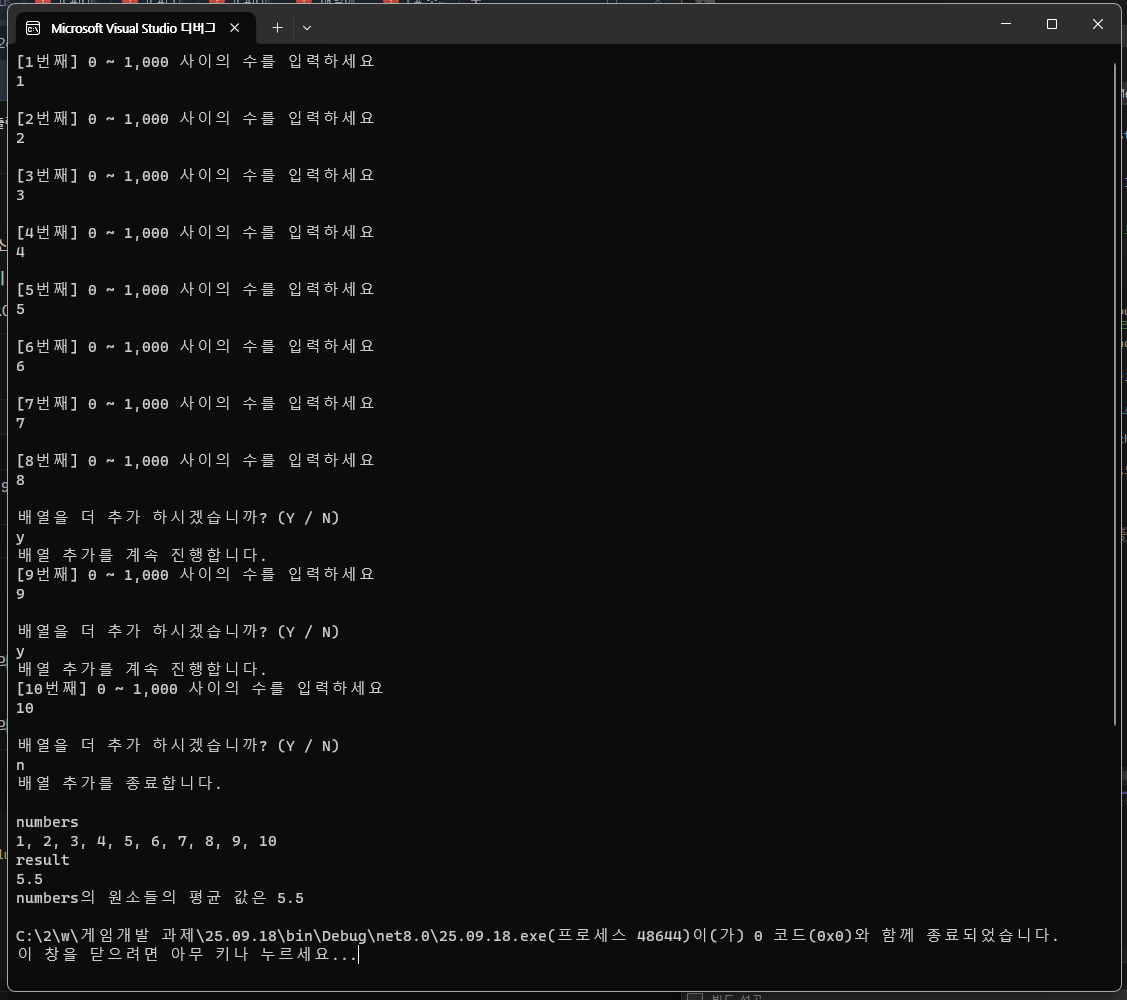 Microsoft Visual Studio 디버그
[1번째] 0 ~ 1,000 사이의 수를 입력하세요
1
[2번째] 0 ~ 1,000 사이의 수를 입력하세요
2
[3번째] 0 ~ 1,000 사이의 수를 입력하세요
3
[4번째] 0 ~ 1,000 사이의 수를 입력하세요
4
[5번째] 0 ~ 1,000 사이의 수를 입력하세요
5
[6번째] 0 ~ 1,000 사이의 수를 입력하세요
6
[7번째] 0 ~ 1,000 사이의 수를 입력하세요
7
[8번째] 0 ~ 1,000 사이의 수를 입력하세요
8
배열을 더 추가 하시겠습니까? (Y / N)
y
배열 추가를 계속 진행합니다.
[9번째] 0 ~ 1,000 사이의 수를 입력하세요
9
배열을 더 추가 하시겠습니까? (Y / N)
y
배열 추가를 계속 진행합니다.
[10번째] 0 ~ 1,000 사이의 수를 입력하세요
10
배열을 더 추가 하시겠습니까? (Y / N)
n
배열 추가를 종료합니다.
numbers
1, 2, 3, 4, 5, 6, 7, 8, 9, 10
result
5.5
numbers의 원소들의 평균 값은 5.5
C:\2\w\게임개발 과제\25.09.18\bin\Debug\net8.0\25.09.18.exe(프로세스 48644)이(가) 0 코드(0x0)와 함께 종료되었습니다.
이 창을 닫으려면 아무 키나 누르세요...